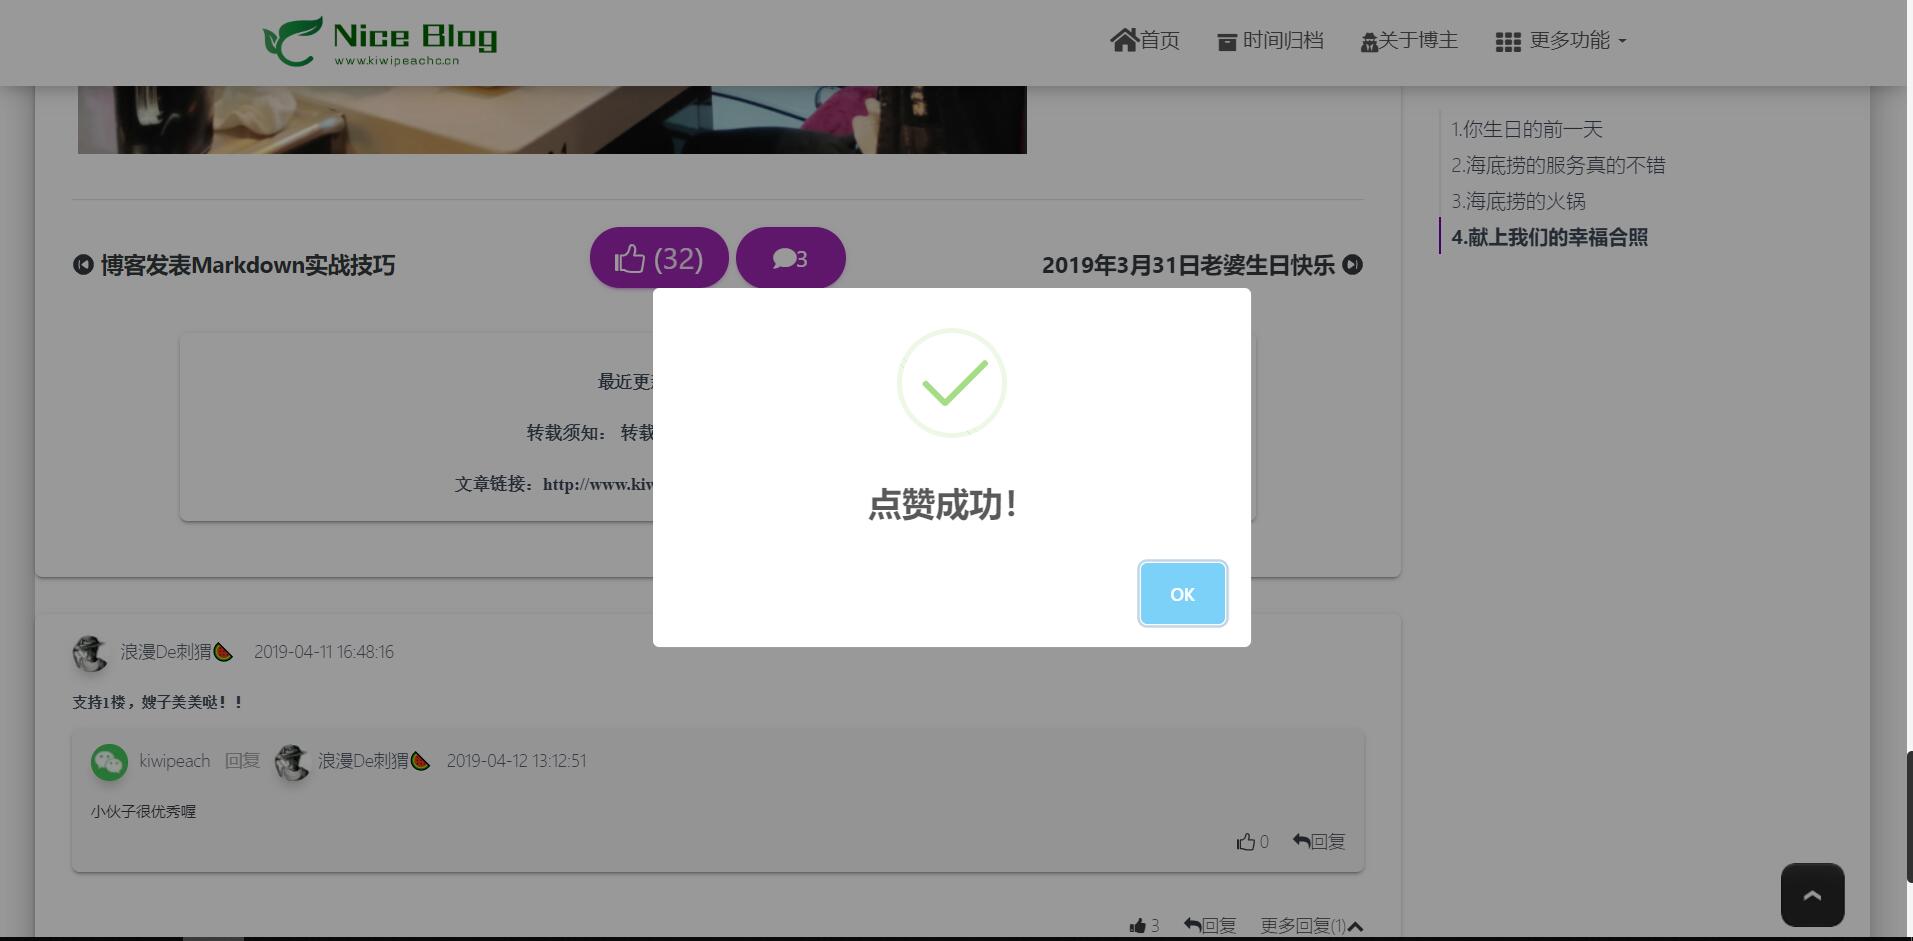 Nice Blog
www.kiwipeachc.cn
首页 时间归档 关于博主 更多功能
1.你生日的前一天
2.海底捞的服务真的不错
3.海底捞的火锅
4.献上我们的幸福合照
博客发表Markdown实战技巧 (32) 3 2019年3月31日老婆生日快乐
最近更
转载须知： 转载
文章链接：http://www.kiw
点赞成功！
OK
浪漫De刺猬🍉 2019-04-11 16:48:16
支持1楼，嫂子美美哒！！
kiwipeach 回复 浪漫De刺猬🍉 2019-04-12 13:12:51
小伙子很优秀喔
0 回复
3 回复 更多回复(1)